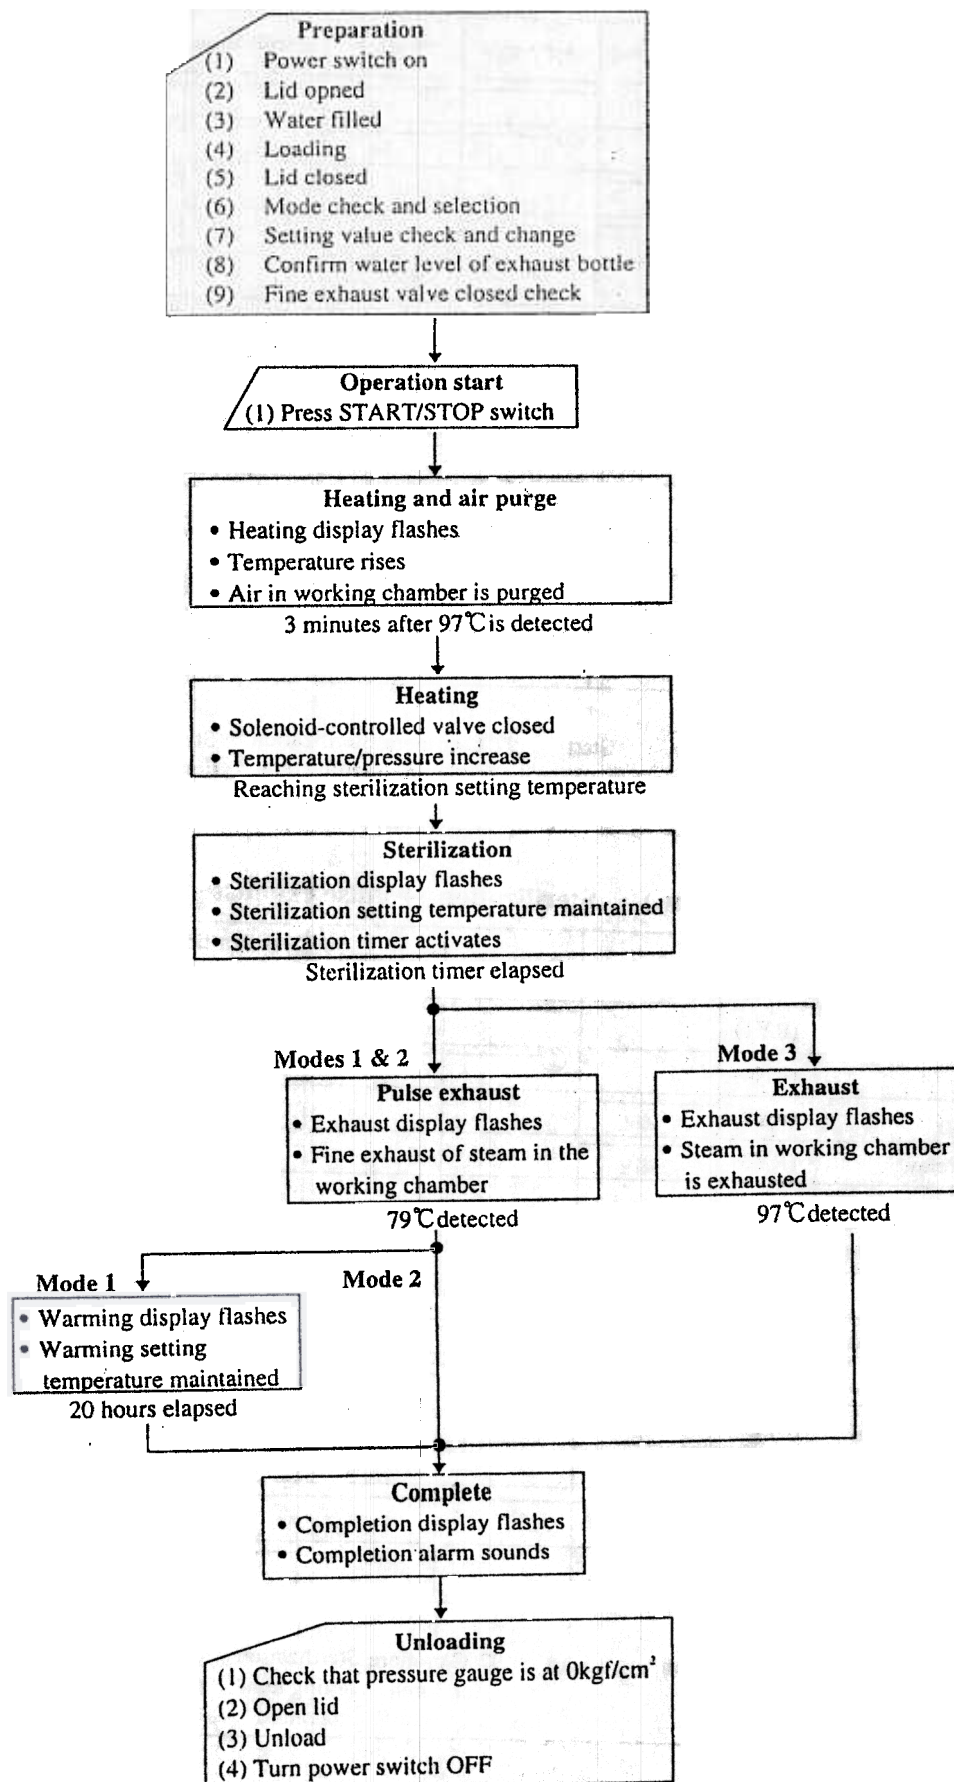 Preparation
(1) Power switch on
(2) Lid opned
(3) Water filled
(4) Loading
(5) Lid closed
(6) Mode check and selection
(7) Setting value check and change
(8) Confirm water level of exhaust bottle
(9) Fine exhaust valve closed check
Operation start
(1) Press START/STOP switch
Heating and air purge
• Heating display flashes
• Temperature rises
• Air in working chamber is purged
3 minutes after 97℃ is detected
Heating
• Solenoid-controlled valve closed
• Temperature/pressure increase
Reaching sterilization setting temperature
Sterilization
• Sterilization display flashes
• Sterilization setting temperature maintained
• Sterilization timer activates
Sterilization timer elapsed
Modes 1 & 2
Pulse exhaust
• Exhaust display flashes
• Fine exhaust of steam in the
working chamber
79℃ detected
Mode 3
Exhaust
• Exhaust display flashes
• Steam in working chamber
is exhausted
97℃ detected
Mode 1
• Warming display flashes
• Warming setting
temperature maintained
20 hours elapsed
Mode 2
Complete
• Completion display flashes
• Completion alarm sounds
Unloading
(1) Check that pressure gauge is at 0kgf/cm²
(2) Open lid
(3) Unload
(4) Turn power switch OFF